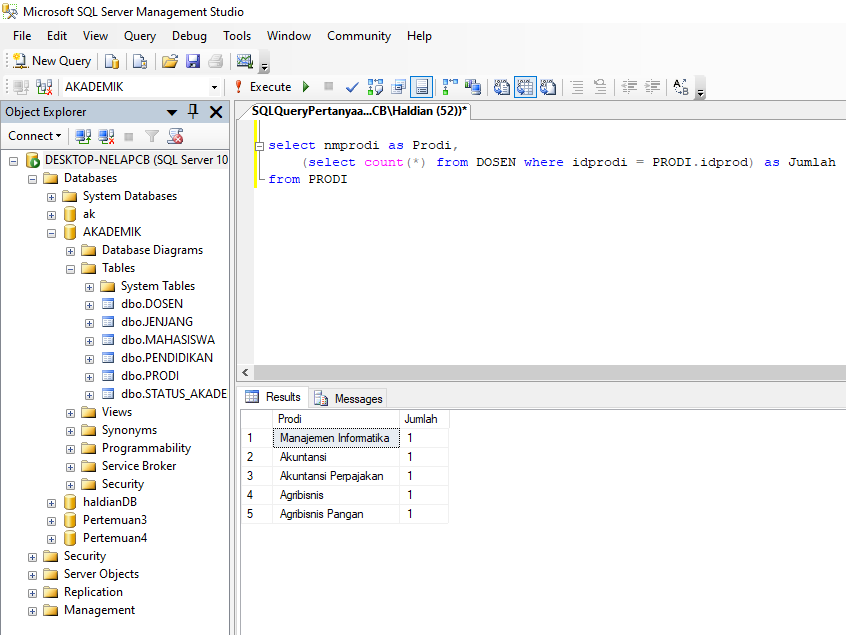 Microsoft SQL Server Management Studio
File Edit View Query Debug Tools Window Community Help
New Query
AKADEMIK Execute
Object Explorer
Connect
DESKTOP-NELAPCB (SQL Server 10
Databases
System Databases
ak
AKADEMIK
Database Diagrams
Tables
System Tables
dbo.DOSEN
dbo.JENJANG
dbo.MAHASISWA
dbo.PENDIDIKAN
dbo.PRODI
dbo.STATUS_AKADE
Views
Synonyms
Programmability
Service Broker
Security
haldianDB
Pertemuan3
Pertemuan4
Security
Server Objects
Replication
Management
SQLQueryPertanyaa...CB\Haldian (52))*
select nmprodi as Prodi,
(select count(*) from DOSEN where idprodi = PRODI.idprod) as Jumlah
from PRODI
Results Messages
Prodi Jumlah
1 Manajemen Informatika 1
2 Akuntansi 1
3 Akuntansi Perpajakan 1
4 Agribisnis 1
5 Agribisnis Pangan 1